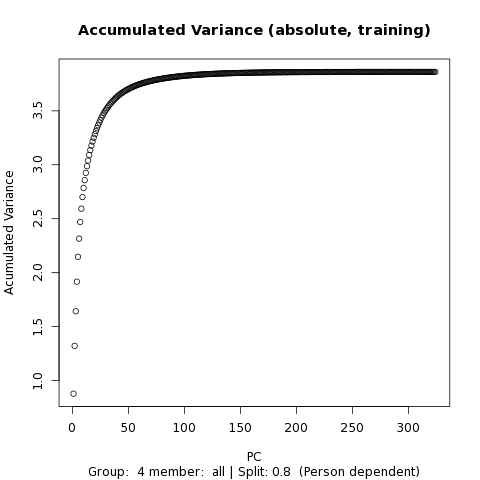 Accumulated Variance (absolute, training)
Acumulated Variance
3.5
3.0
2.5
2.0
1.5
1.0
0 50 100 150 200 250 300
PC
Group:  4 member:  all | Split: 0.8  (Person dependent)